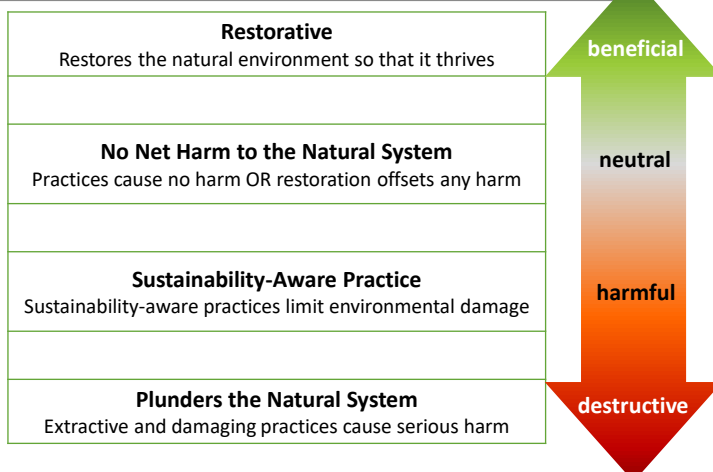 Restorative
Restores the natural environment so that it thrives
beneficial
No Net Harm to the Natural System
Practices cause no harm OR restoration offsets any harm
neutral
Sustainability-Aware Practice
Sustainability-aware practices limit environmental damage
harmful
Plunders the Natural System
Extractive and damaging practices cause serious harm
destructive